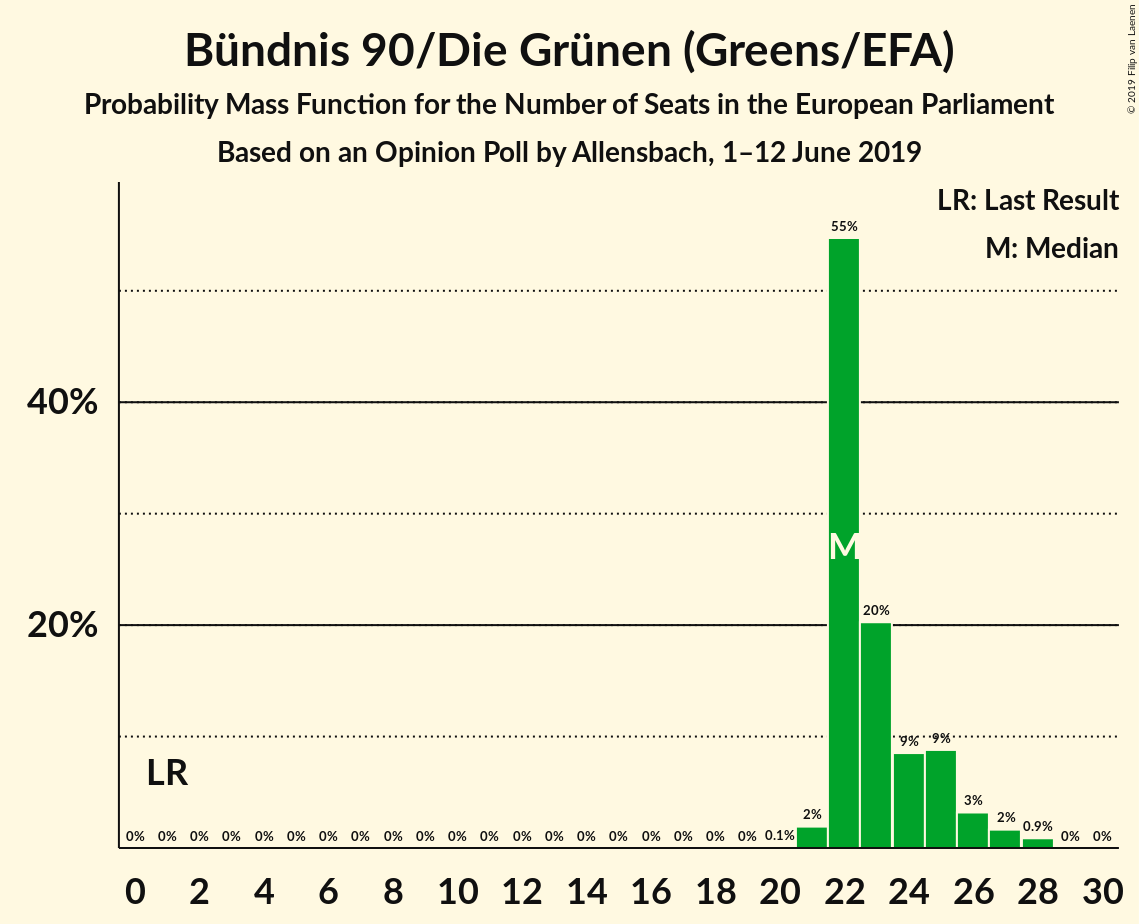 Bündnis 90/Die Grünen (Greens/EFA)
Probability Mass Function for the Number of Seats in the European Parliament
Based on an Opinion Poll by Allensbach, 1–12 June 2019
© 2019 Filip van Laenen
LR: Last Result
M: Median
55%
40%
M
20%
20%
9% 9%
LR
3%
2% 2%
0% 0% 0% 0% 0% 0% 0% 0% 0% 0% 0% 0% 0% 0% 0% 0% 0% 0% 0% 0% 0.1% 0.9% 0% 0%
0 2 4 6 8 10 12 14 16 18 20 22 24 26 28 30